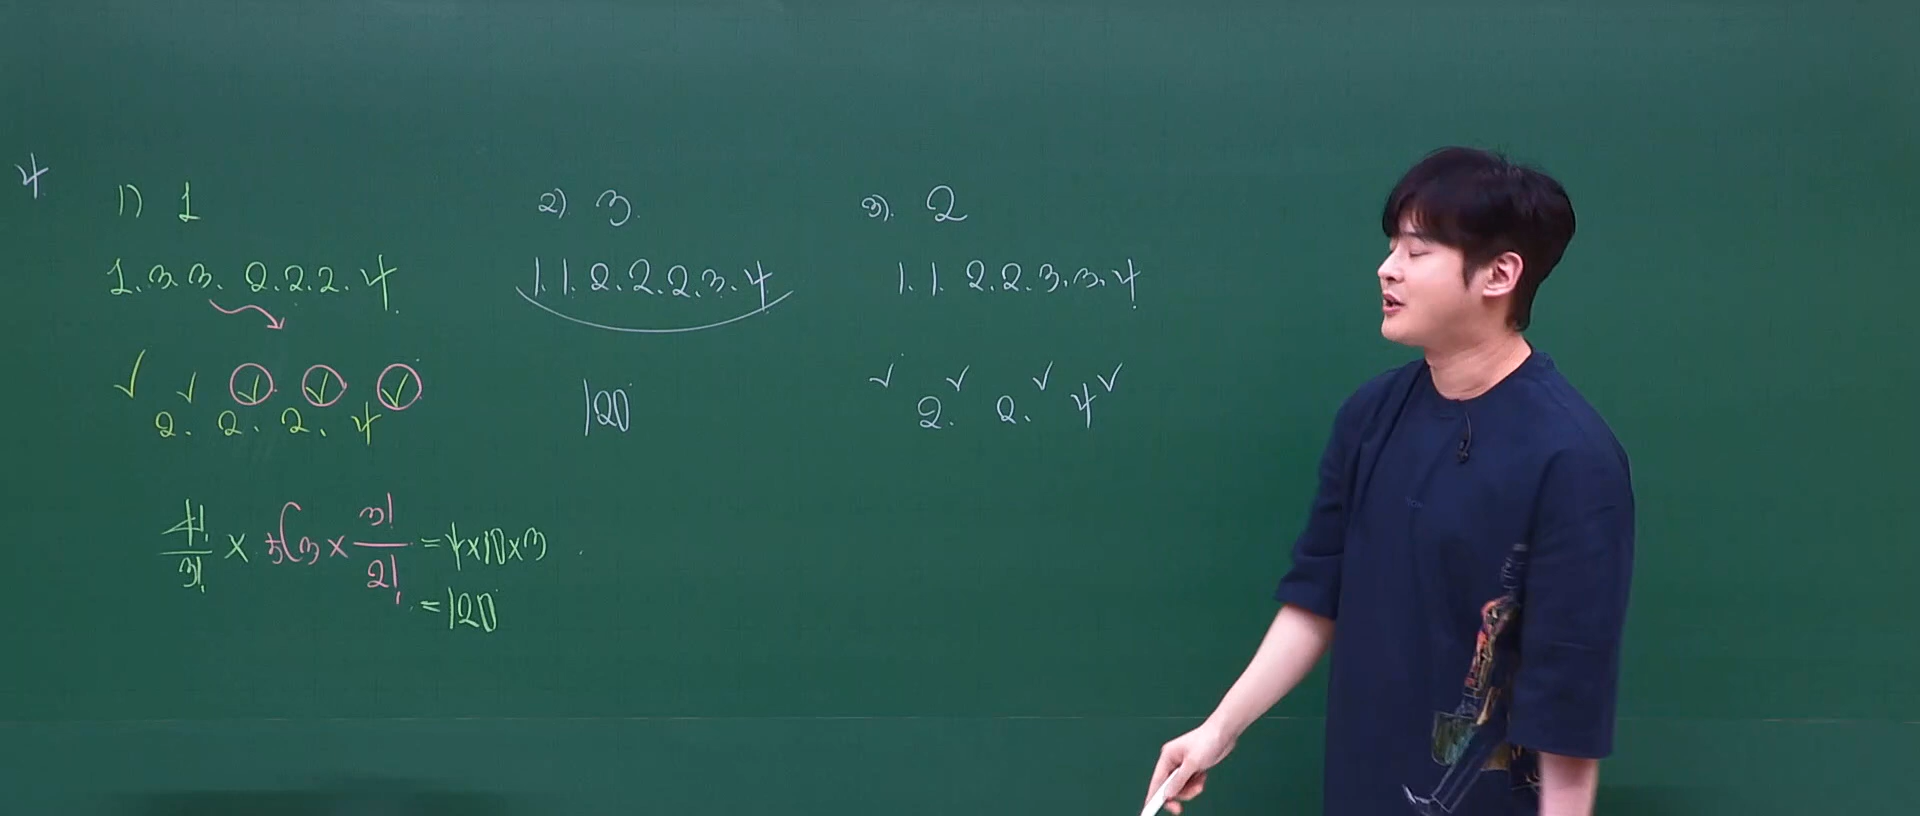 4.
1) 1
1. 3. 3. 2. 2. 2. 4.
2. 2. 2. 4
4!/3! × ₅C₃ × 3!/2! = 4×10×3
= 120
2) 3.
1. 1. 2. 2. 2. 3. 4
120
3). 2
1. 1. 2. 2. 3. 3. 4
2. 2. 4